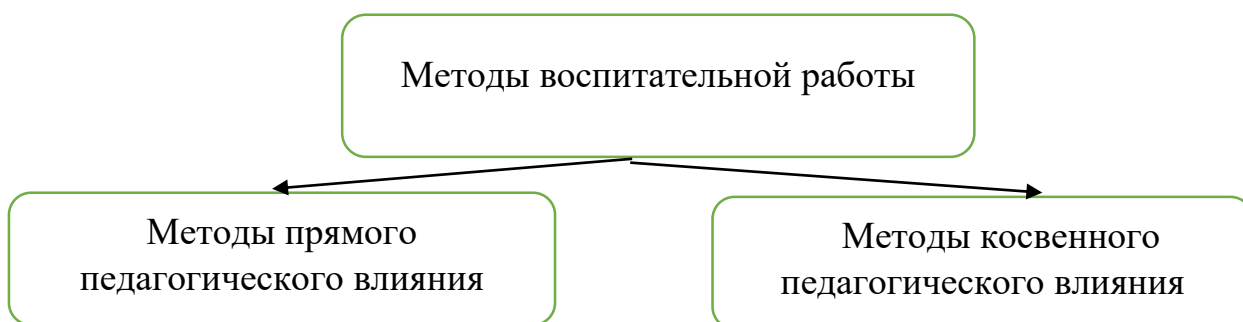 Методы воспитательной работы
Методы прямого
педагогического влияния
Методы косвенного
педагогического влияния